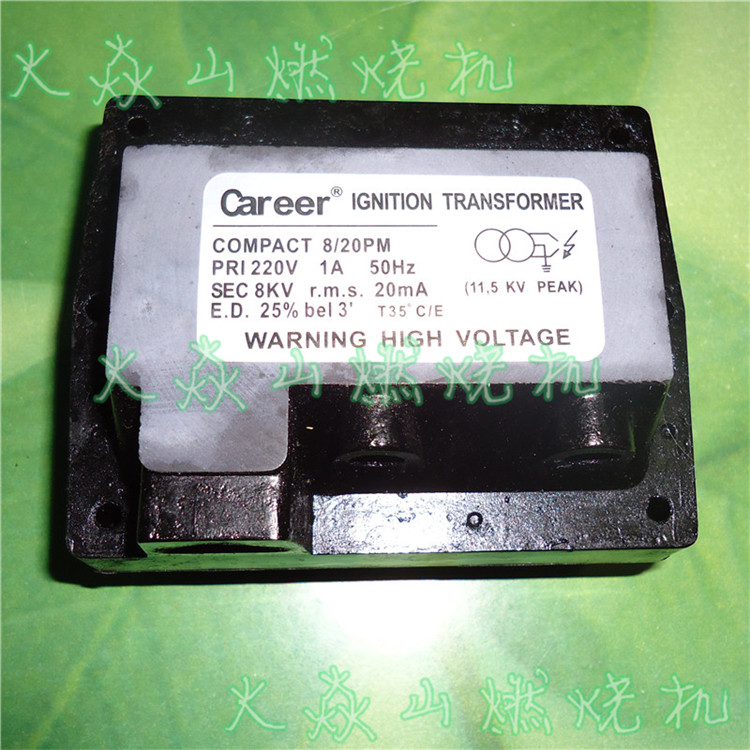 火焱山燃烧机
Career® IGNITION TRANSFORMER
COMPACT 8/20PM
PRI 220V 1A 50Hz
SEC 8KV r.m.s. 20mA (11,5 KV PEAK)
E.D. 25% bel 3' T35°C/E
WARNING HIGH VOLTAGE
火焱山燃烧机
火焱山燃烧机